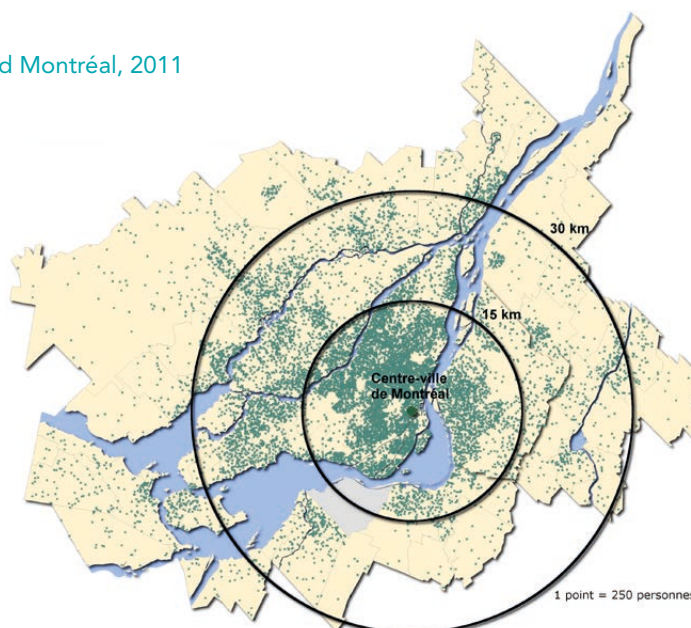 d Montréal, 2011
30 km
15 km
Centre-ville
de Montréal
1 point = 250 personnes